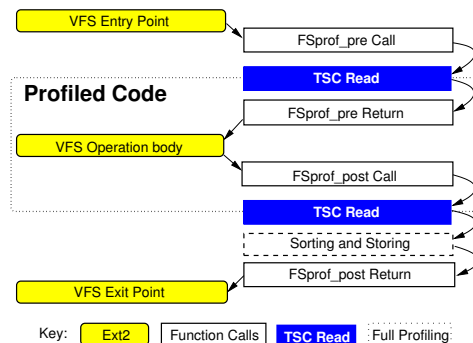 VFS Entry Point
FSprof_pre Call
TSC Read
Profiled Code
FSprof_pre Return
VFS Operation body
FSprof_post Call
TSC Read
Sorting and Storing
FSprof_post Return
VFS Exit Point
Key: Ext2 Function Calls TSC Read Full Profiling